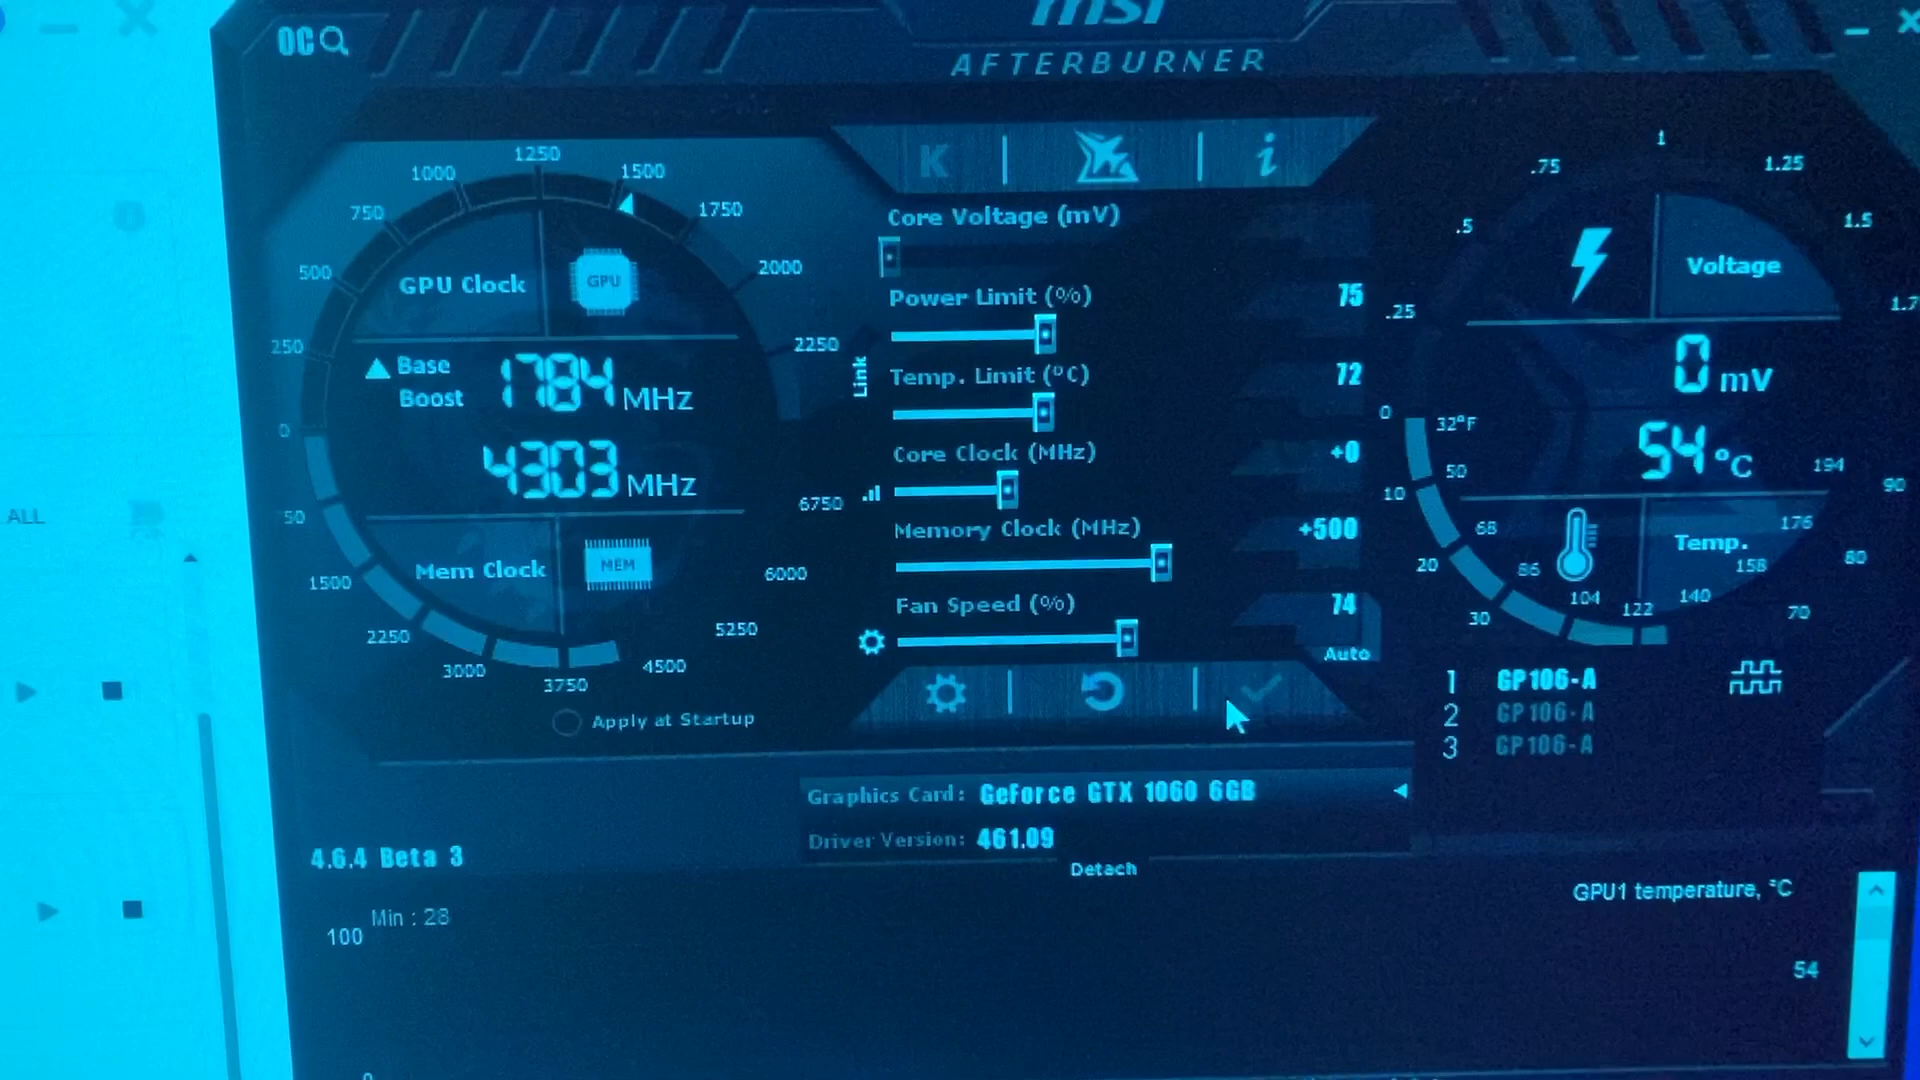 OC
msi
AFTERBURNER
K
i
1000
1250
1500
750
1750
500
2000
250
2250
0
GPU Clock
GPU
Base
Boost
1784 MHz
4303 MHz
Mem Clock
MEM
50
1500
2250
3000
3750
4500
5250
6000
6750
Apply at Startup
Core Voltage (mV)
Power Limit (%)
75
Link
Temp. Limit (°C)
72
Core Clock (MHz)
+0
Memory Clock (MHz)
+500
Fan Speed (%)
74
Auto
.25
.5
.75
1
1.25
1.5
Voltage
0 mV
54 °C
Temp.
0
32°F
10
50
20
68
30
86
104
122
140
158
176
194
70
80
90
1 GP106-A
2 GP106-A
3 GP106-A
Graphics Card: GeForce GTX 1060 6GB
Driver Version: 461.09
Detach
4.6.4 Beta 3
Min : 28
100
GPU1 temperature, °C
54
ALL